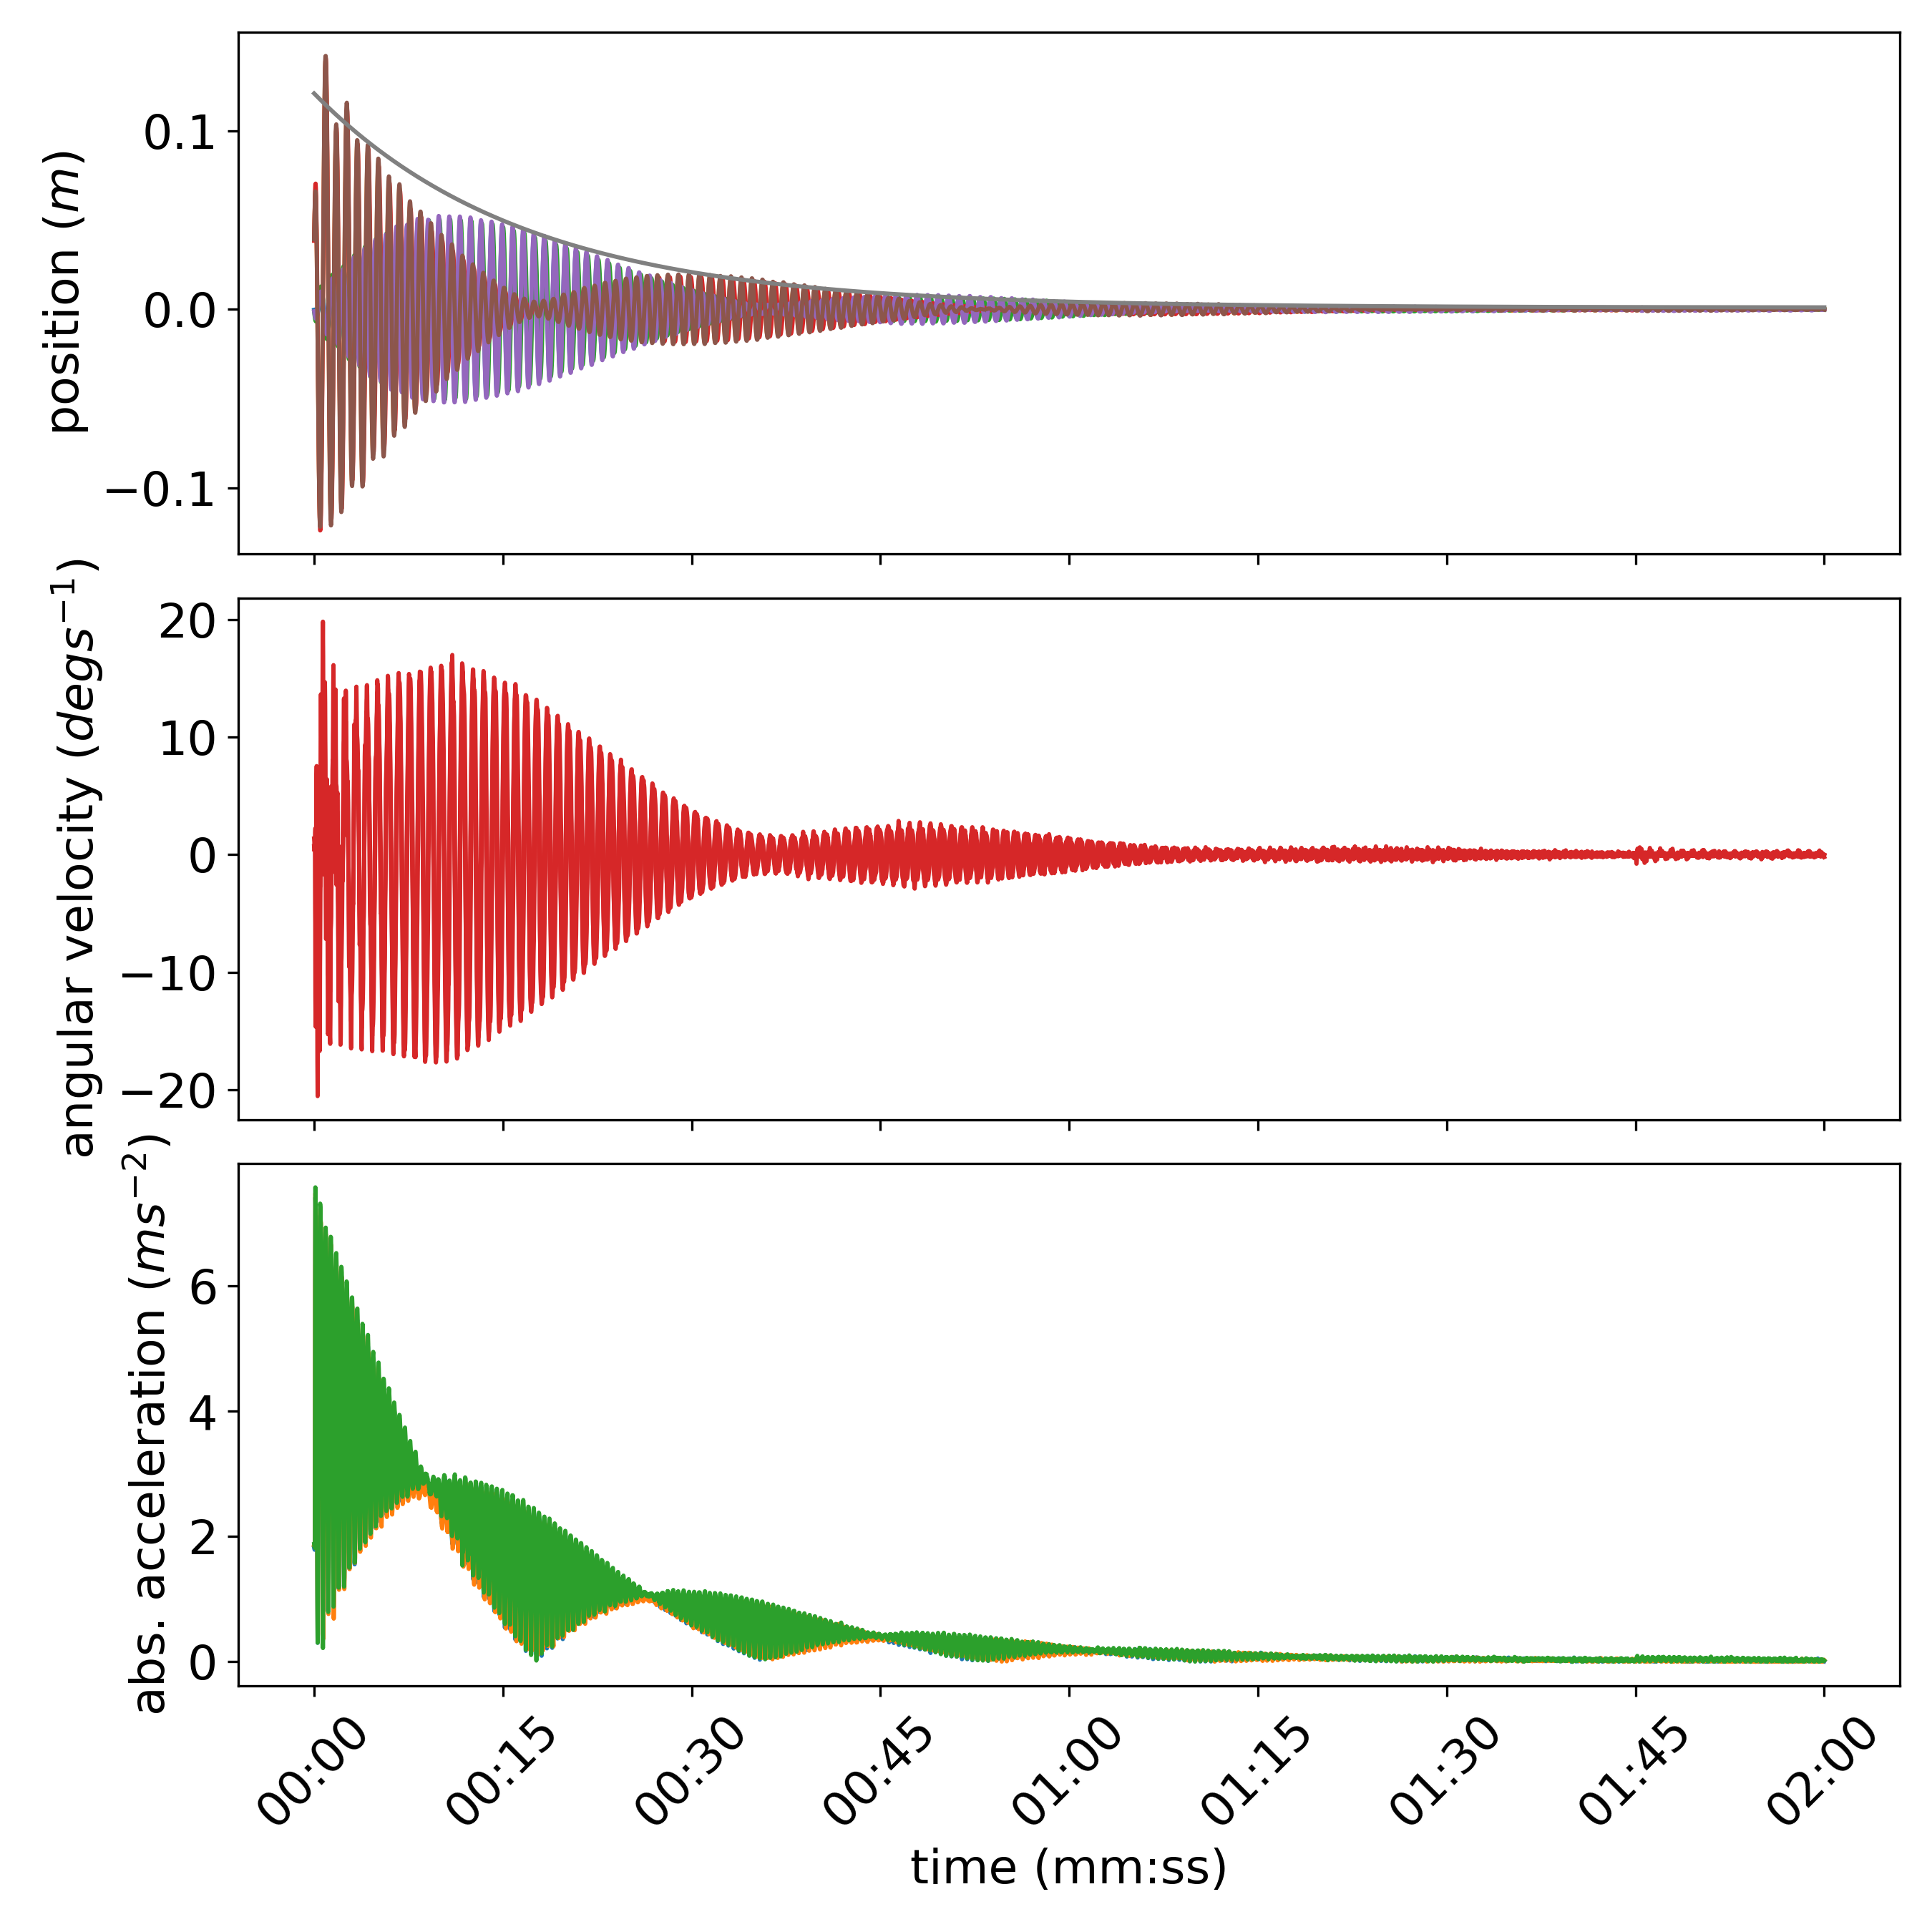 position (m)
0.1
0.0
−0.1
angular velocity (degs⁻¹)
20
10
0
−10
−20
abs. acceleration (ms⁻²)
6
4
2
0
00:00 00:15 00:30 00:45 01:00 01:15 01:30 01:45 02:00
time (mm:ss)